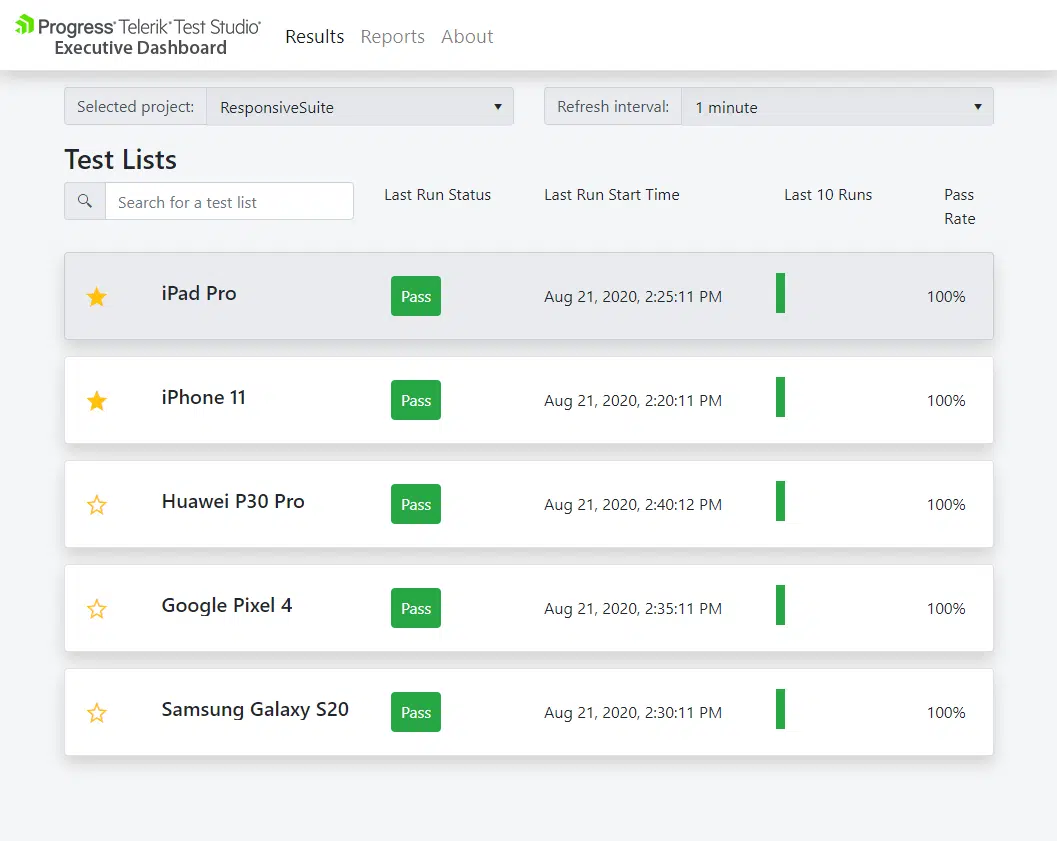 Progress® Telerik® Test Studio®
Executive Dashboard
Results Reports About
Selected project: ResponsiveSuite
Refresh interval: 1 minute
Test Lists
Search for a test list
Last Run Status
Last Run Start Time
Last 10 Runs
Pass
Rate
iPad Pro Pass Aug 21, 2020, 2:25:11 PM 100%
iPhone 11 Pass Aug 21, 2020, 2:20:11 PM 100%
Huawei P30 Pro Pass Aug 21, 2020, 2:40:12 PM 100%
Google Pixel 4 Pass Aug 21, 2020, 2:35:11 PM 100%
Samsung Galaxy S20 Pass Aug 21, 2020, 2:30:11 PM 100%